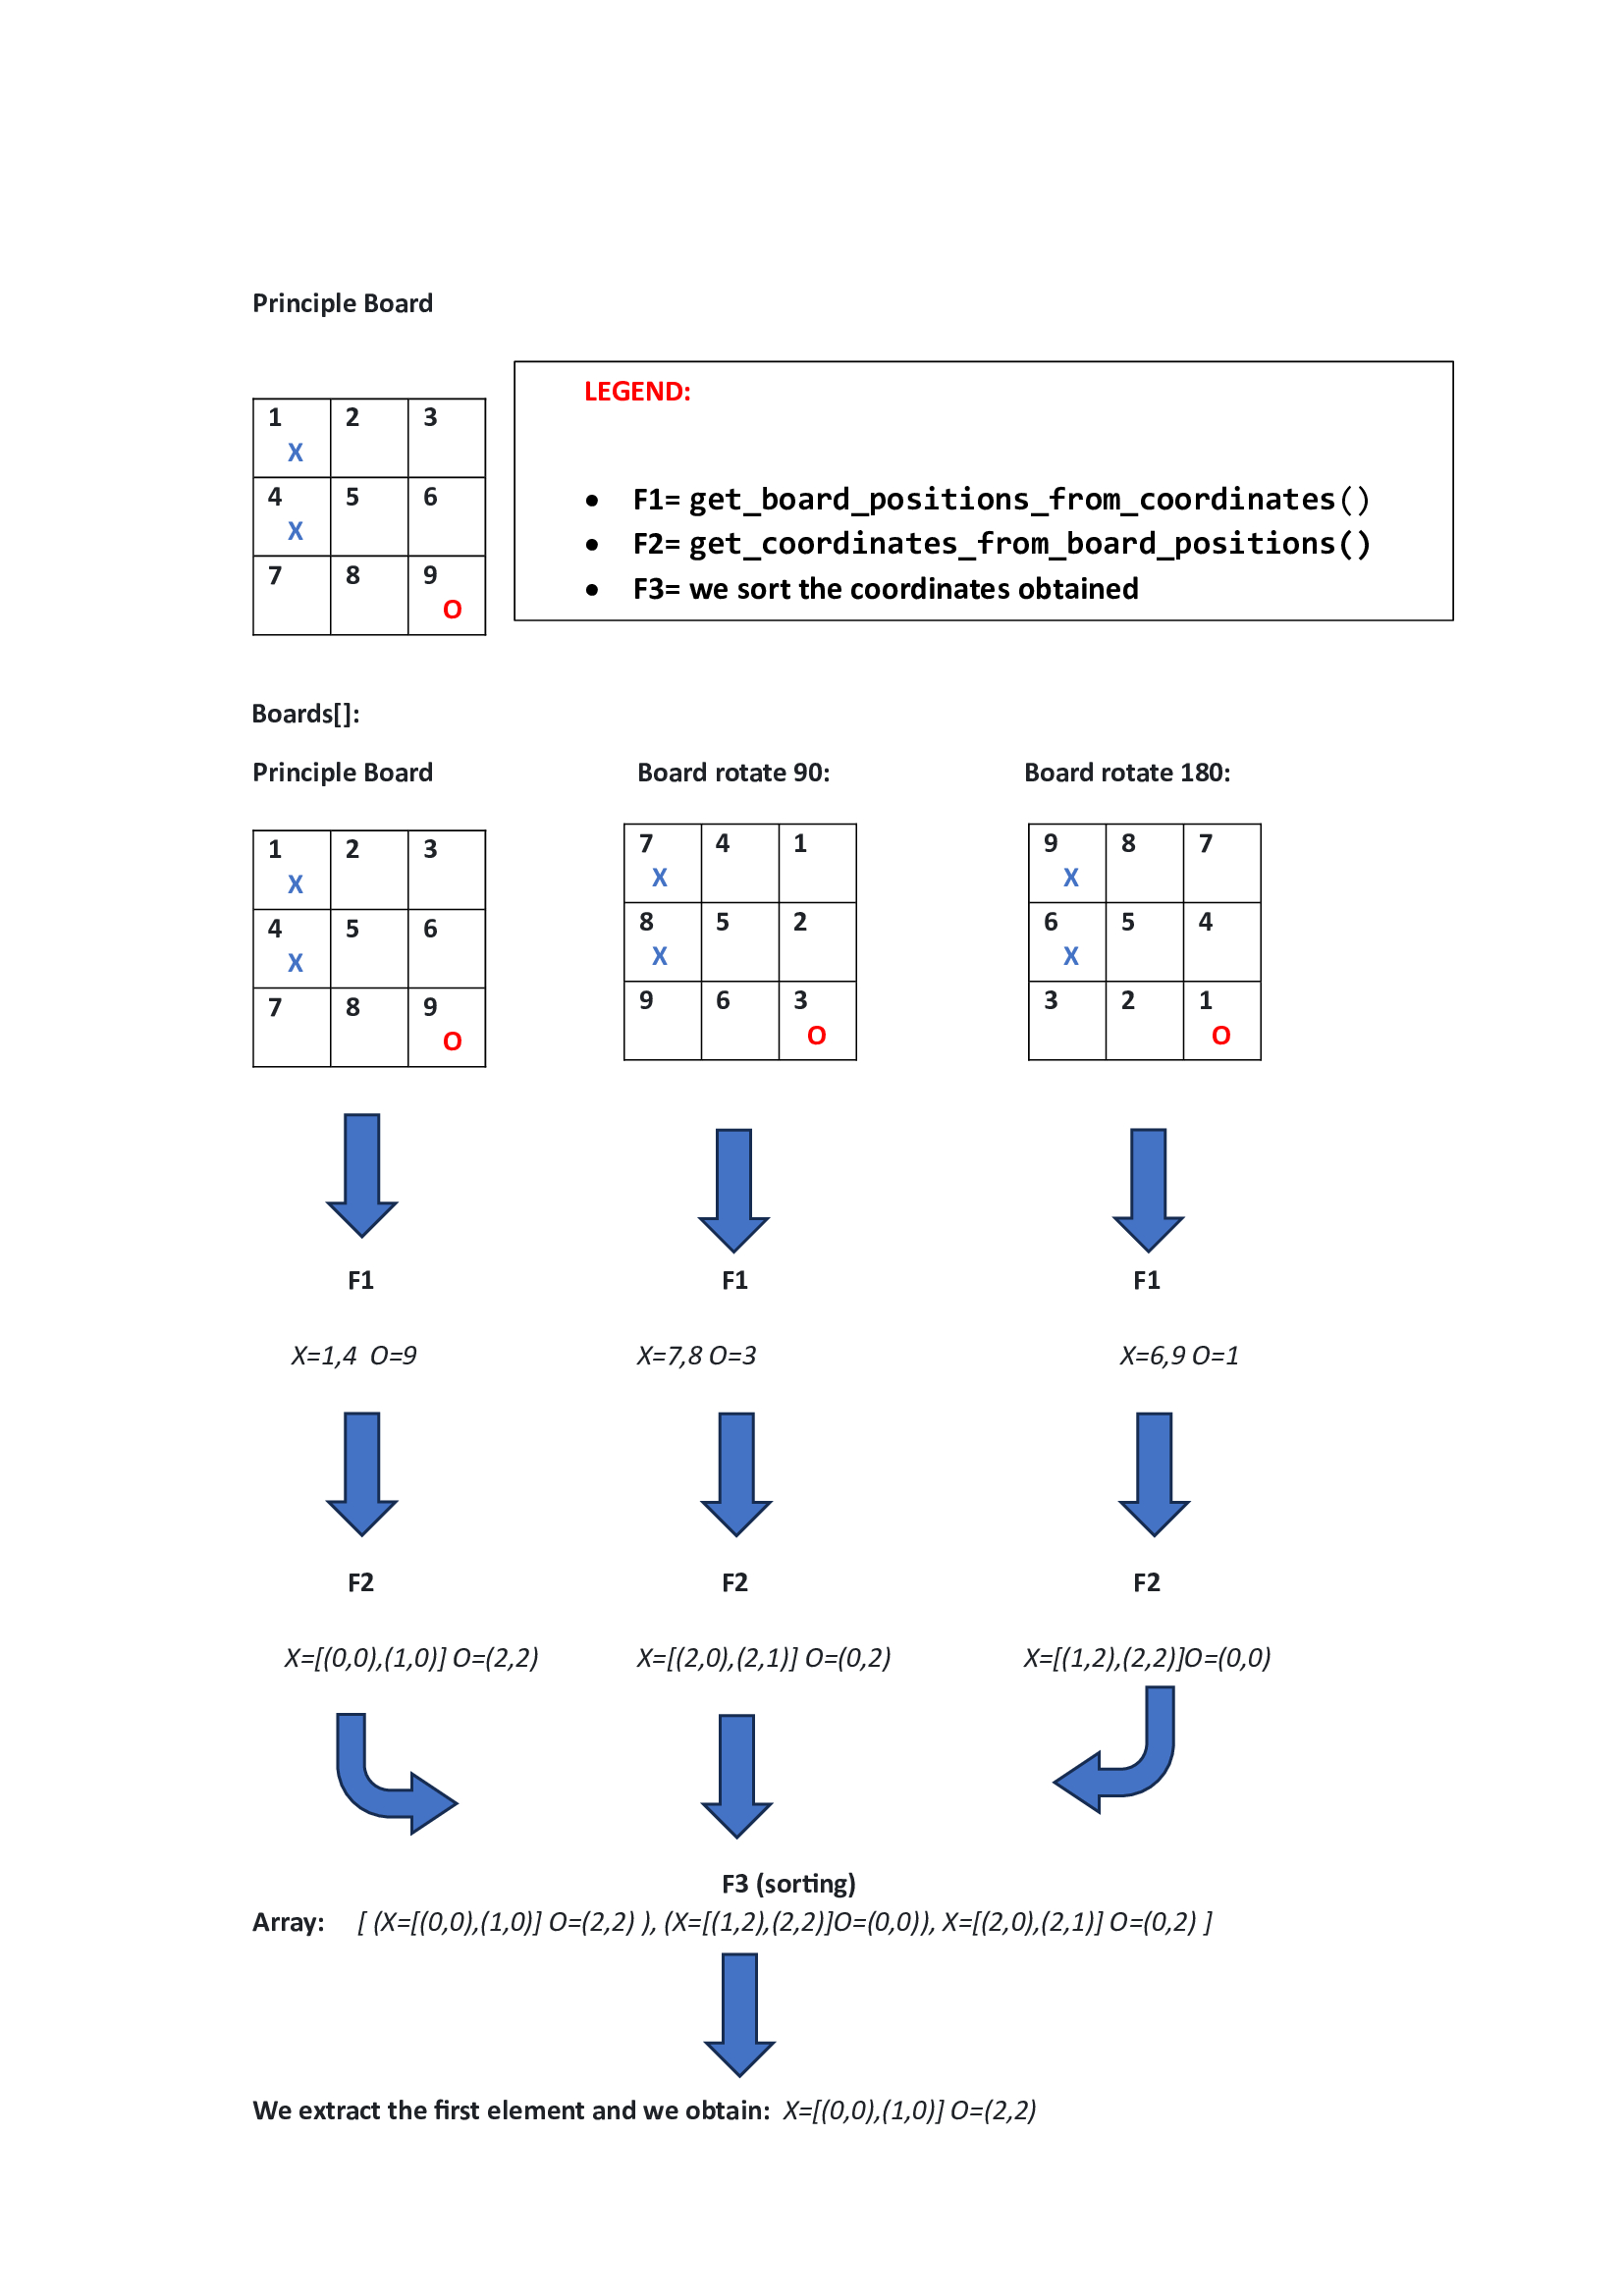 Principle Board
1 2 3
X
4 5 6
X
7 8 9
O
LEGEND:
• F1= get_board_positions_from_coordinates()
• F2= get_coordinates_from_board_positions()
• F3= we sort the coordinates obtained
Boards[]:
Principle Board Board rotate 90: Board rotate 180:
1 2 3 7 4 1 9 8 7
X X X
4 5 6 8 5 2 6 5 4
X X X
7 8 9 9 6 3 3 2 1
O O O
F1 F1 F1
X=1,4 O=9 X=7,8 O=3 X=6,9 O=1
F2 F2 F2
X=[(0,0),(1,0)] O=(2,2) X=[(2,0),(2,1)] O=(0,2) X=[(1,2),(2,2)]O=(0,0)
F3 (sorting)
Array: [ (X=[(0,0),(1,0)] O=(2,2) ), (X=[(1,2),(2,2)]O=(0,0)), X=[(2,0),(2,1)] O=(0,2) ]
We extract the first element and we obtain: X=[(0,0),(1,0)] O=(2,2)